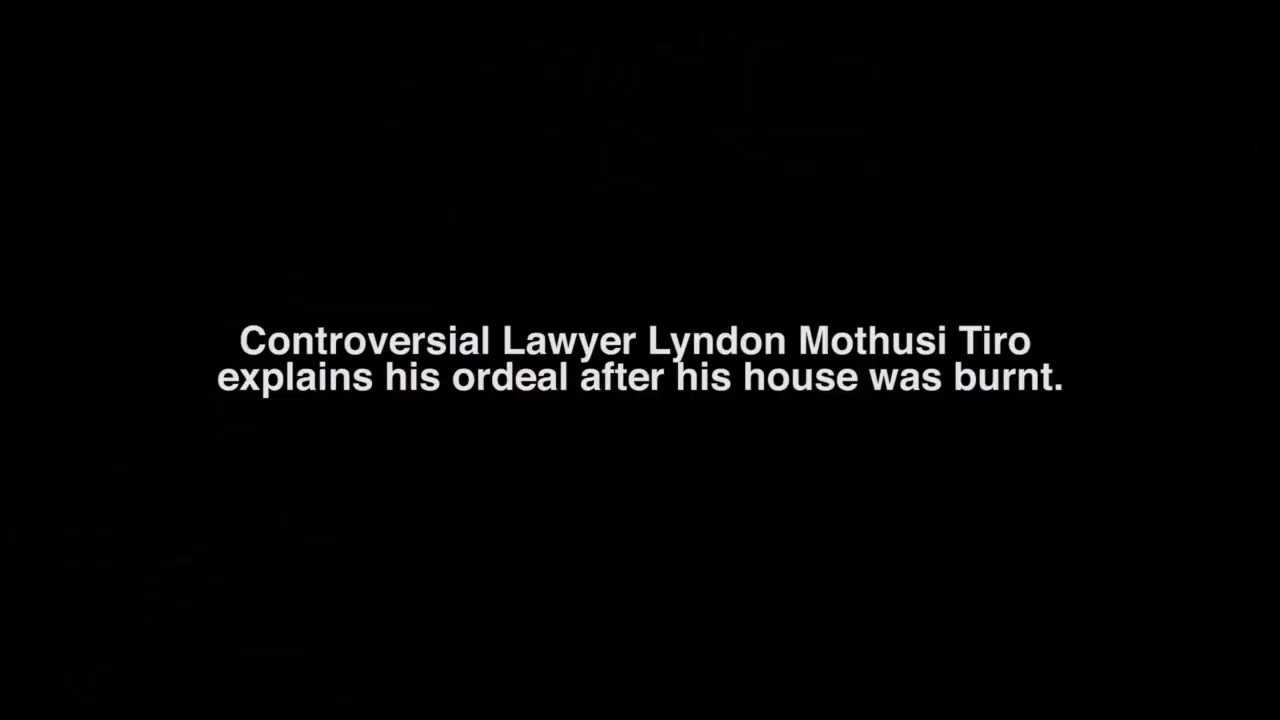 Controversial Lawyer Lyndon Mothusi Tiro
explains his ordeal after his house was burnt.